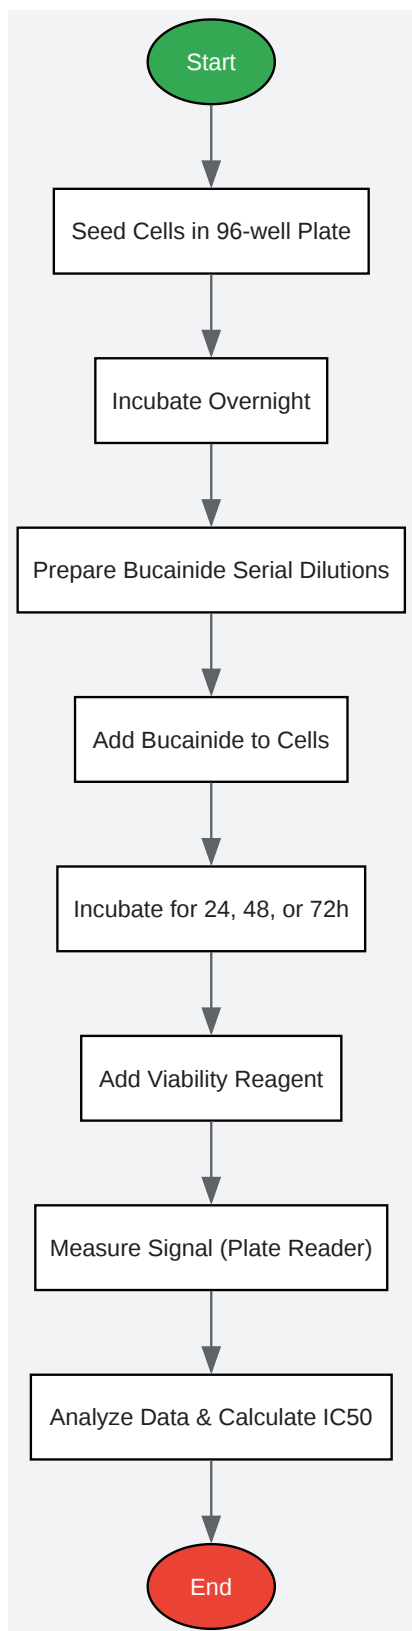 Start
Seed Cells in 96-well Plate
Incubate Overnight
Prepare Bucainide Serial Dilutions
Add Bucainide to Cells
Incubate for 24, 48, or 72h
Add Viability Reagent
Measure Signal (Plate Reader)
Analyze Data & Calculate IC50
End